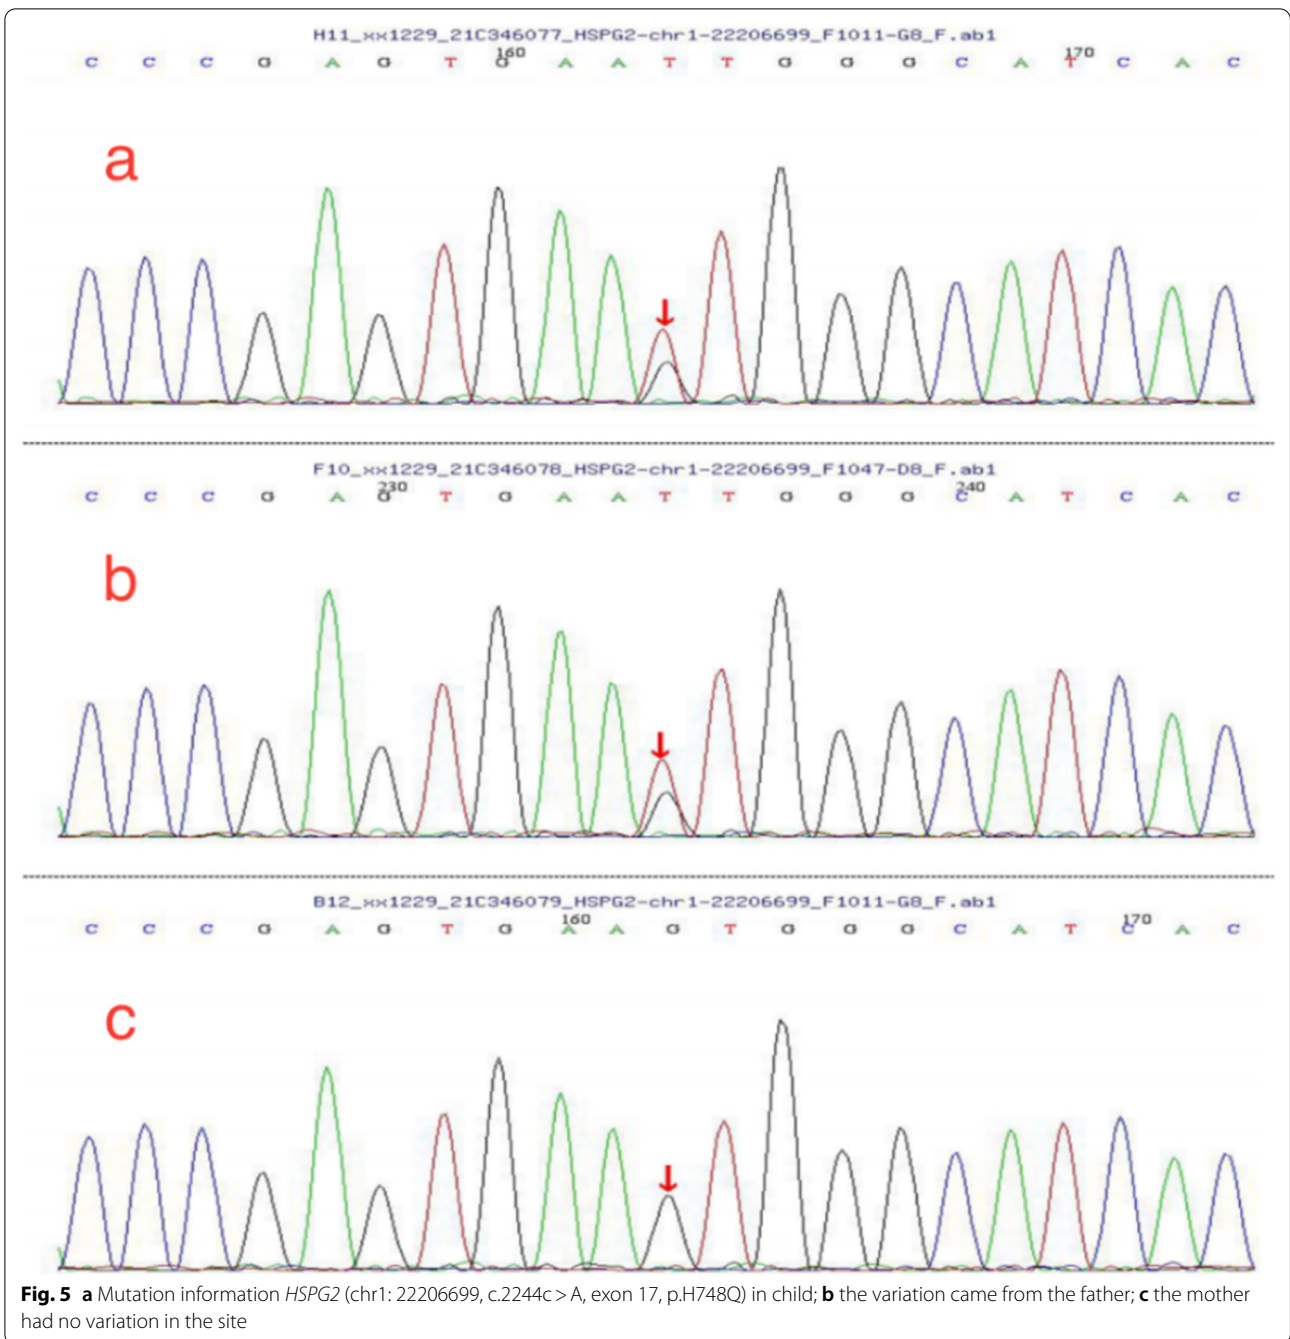 H11_xx1229_21C346077_HSPG2-chr1-22206699_F1011-G8_F.ab1
160 170
C C C G A G T G A A T T G G G C A T C A C
a
F10_xx1229_21C346078_HSPG2-chr1-22206699_F1047-D8_F.ab1
230 240
C C C G A G T G A A T T G G G C A T C A C
b
B12_xx1229_21C346079_HSPG2-chr1-22206699_F1011-G8_F.ab1
160 170
C C C G A G T G A A G T G G G C A T C A C
c
Fig. 5 a Mutation information HSPG2 (chr1: 22206699, c.2244c > A, exon 17, p.H748Q) in child; b the variation came from the father; c the mother
had no variation in the site